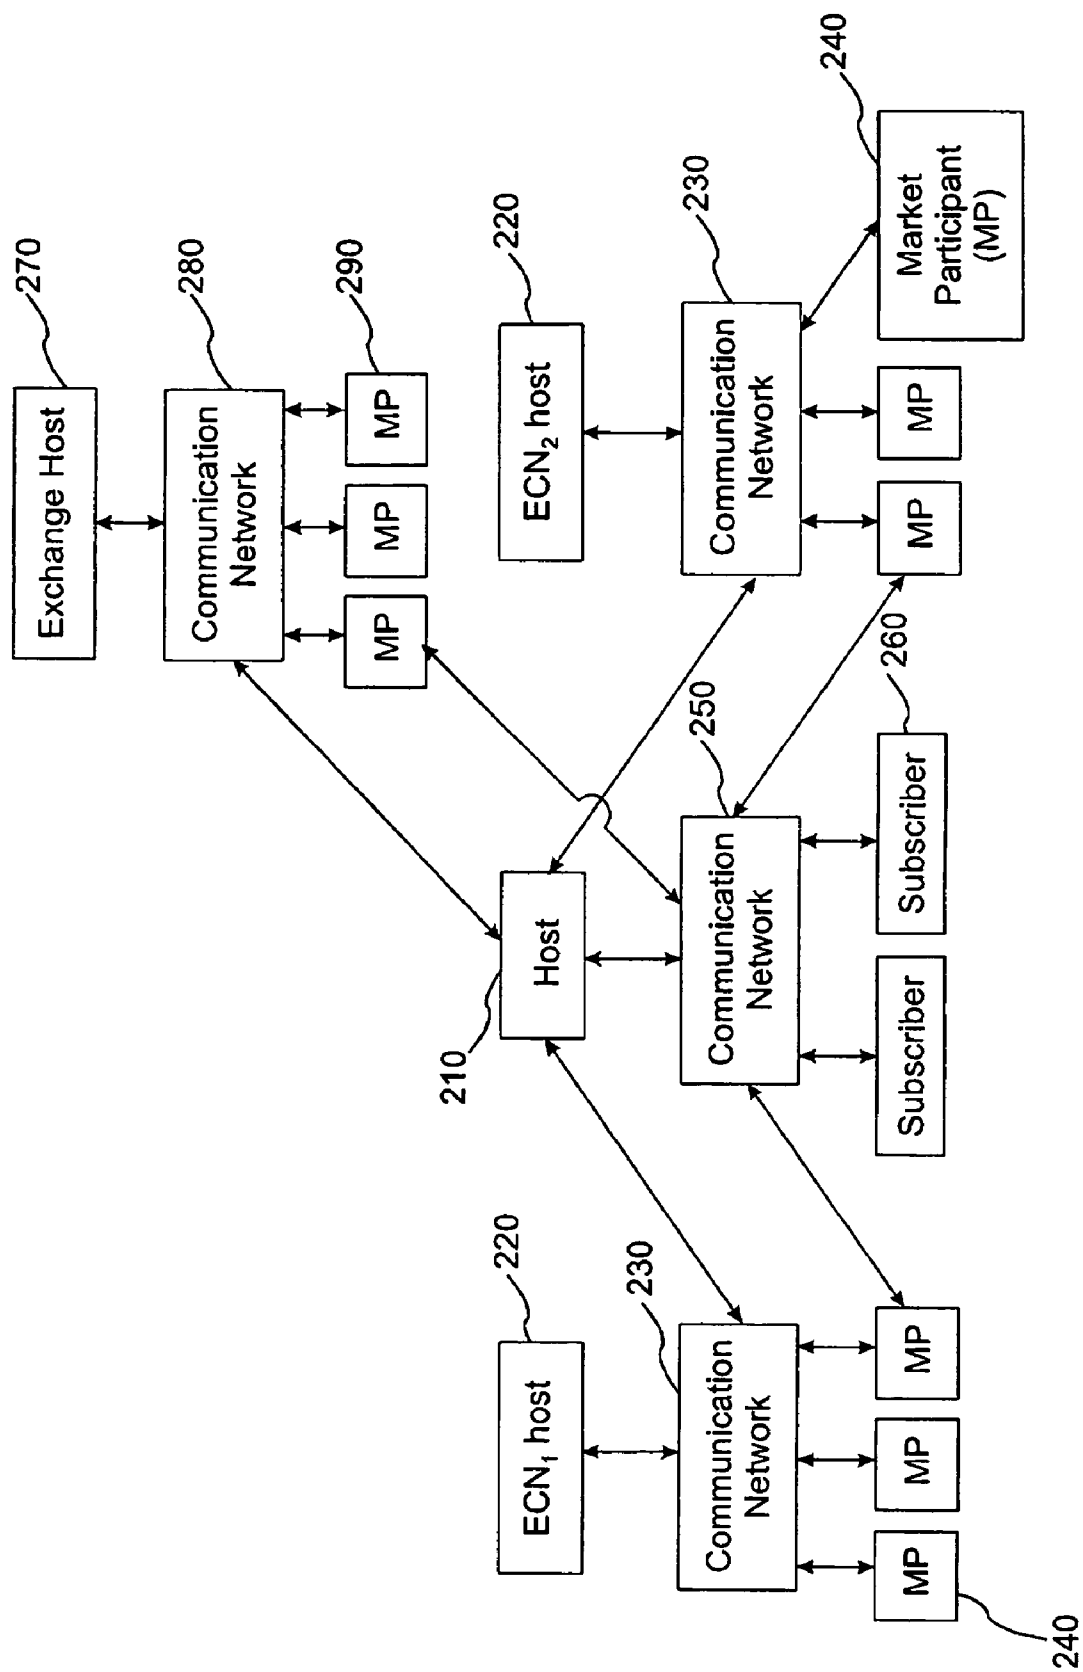 Exchange Host
270
Communication
Network
280
MP
MP
MP
290
210
Host
ECN₁ host
220
ECN₂ host
220
Communication
Network
230
Communication
Network
250
Communication
Network
230
MP
MP
MP
240
Subscriber
Subscriber
260
MP
MP
Market
Participant
(MP)
240